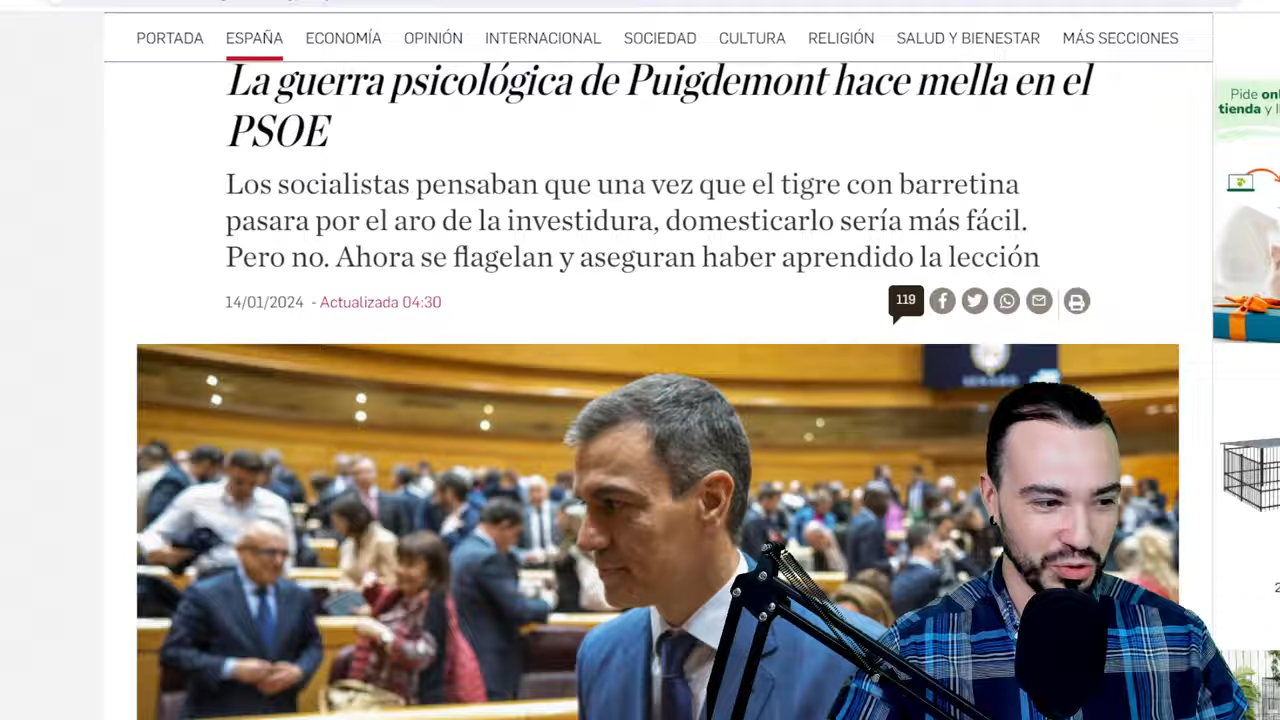 PORTADA ESPAÑA ECONOMÍA OPINIÓN INTERNACIONAL SOCIEDAD CULTURA RELIGIÓN SALUD Y BIENESTAR MÁS SECCIONES
La guerra psicológica de Puigdemont hace mella en el
PSOE
Los socialistas pensaban que una vez que el tigre con barretina
pasara por el aro de la investidura, domesticarlo sería más fácil.
Pero no. Ahora se flagelan y aseguran haber aprendido la lección
14/01/2024 - Actualizada 04:30
119
Pide
tienda y